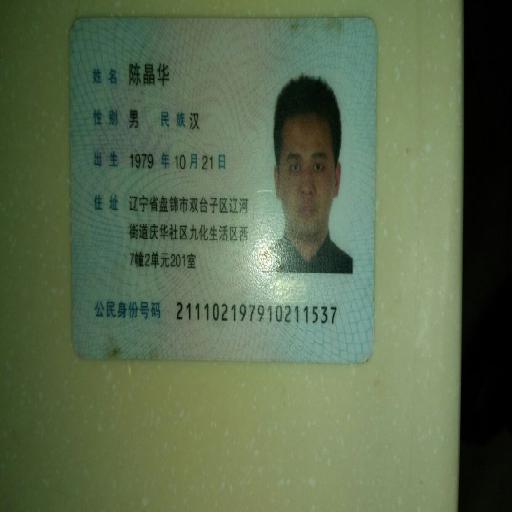 姓名 陈晶华
性别 男 民族 汉
出生 1979 年 10 月 21 日
住址 辽宁省盘锦市双台子区辽河
街道庆华社区九化生活区西
7幢2单元201室
公民身份号码 211102197910211537